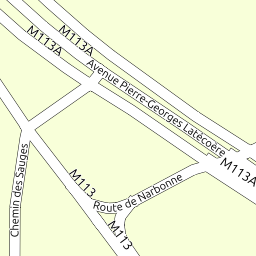 M113A
M113A
Avenue Pierre-Georges Latécoère
M113A
Chemin des Sauges
M113
Route de Narbonne
M113